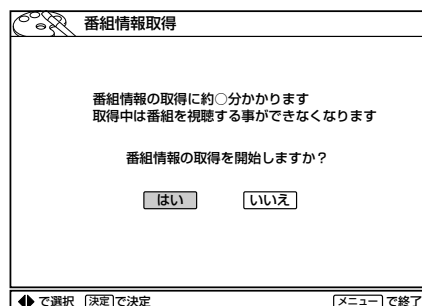 番組情報取得
番組情報の取得に約○分かかります
取得中は番組を視聴する事ができなくなります
番組情報の取得を開始しますか？
はい いいえ
で選択 決定で決定 メニューで終了